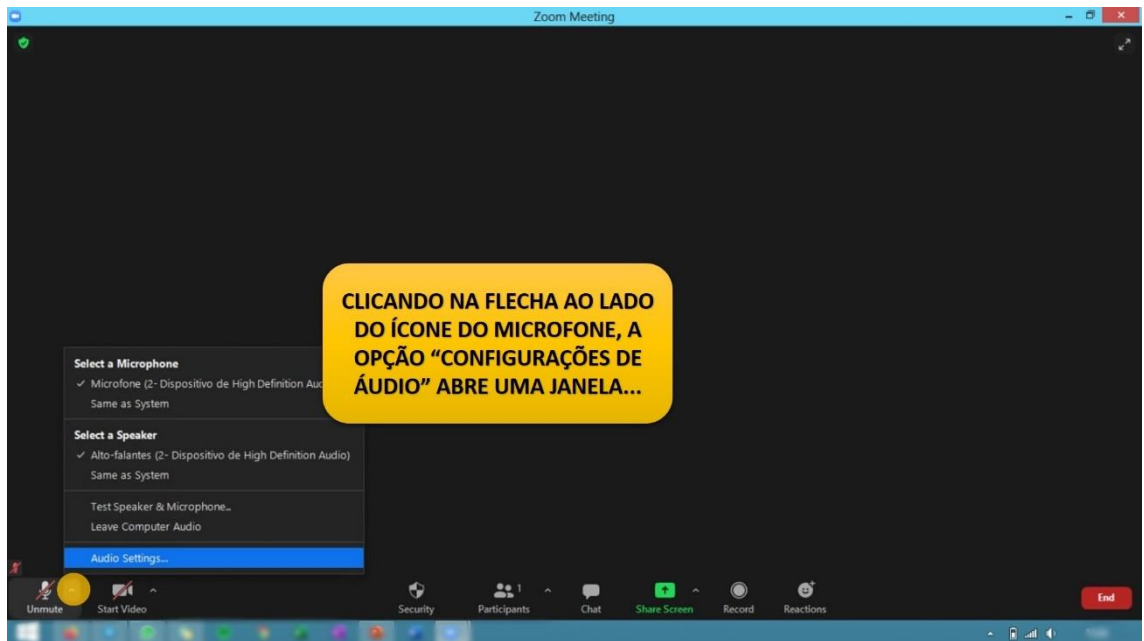 Zoom Meeting
CLICANDO NA FLECHA AO LADO
DO ÍCONE DO MICROFONE, A
OPÇÃO “CONFIGURAÇÕES DE
ÁUDIO” ABRE UMA JANELA...
Select a Microphone
✓ Microfone (2- Dispositivo de High Definition
Same as System
Select a Speaker
✓ Alto-falantes (2- Dispositivo de High Definition Audio)
Same as System
Test Speaker & Microphone...
Leave Computer Audio
Audio Settings...
Unmute
Start Video
Security
1
Participants
Chat
Share Screen
Record
Reactions
End